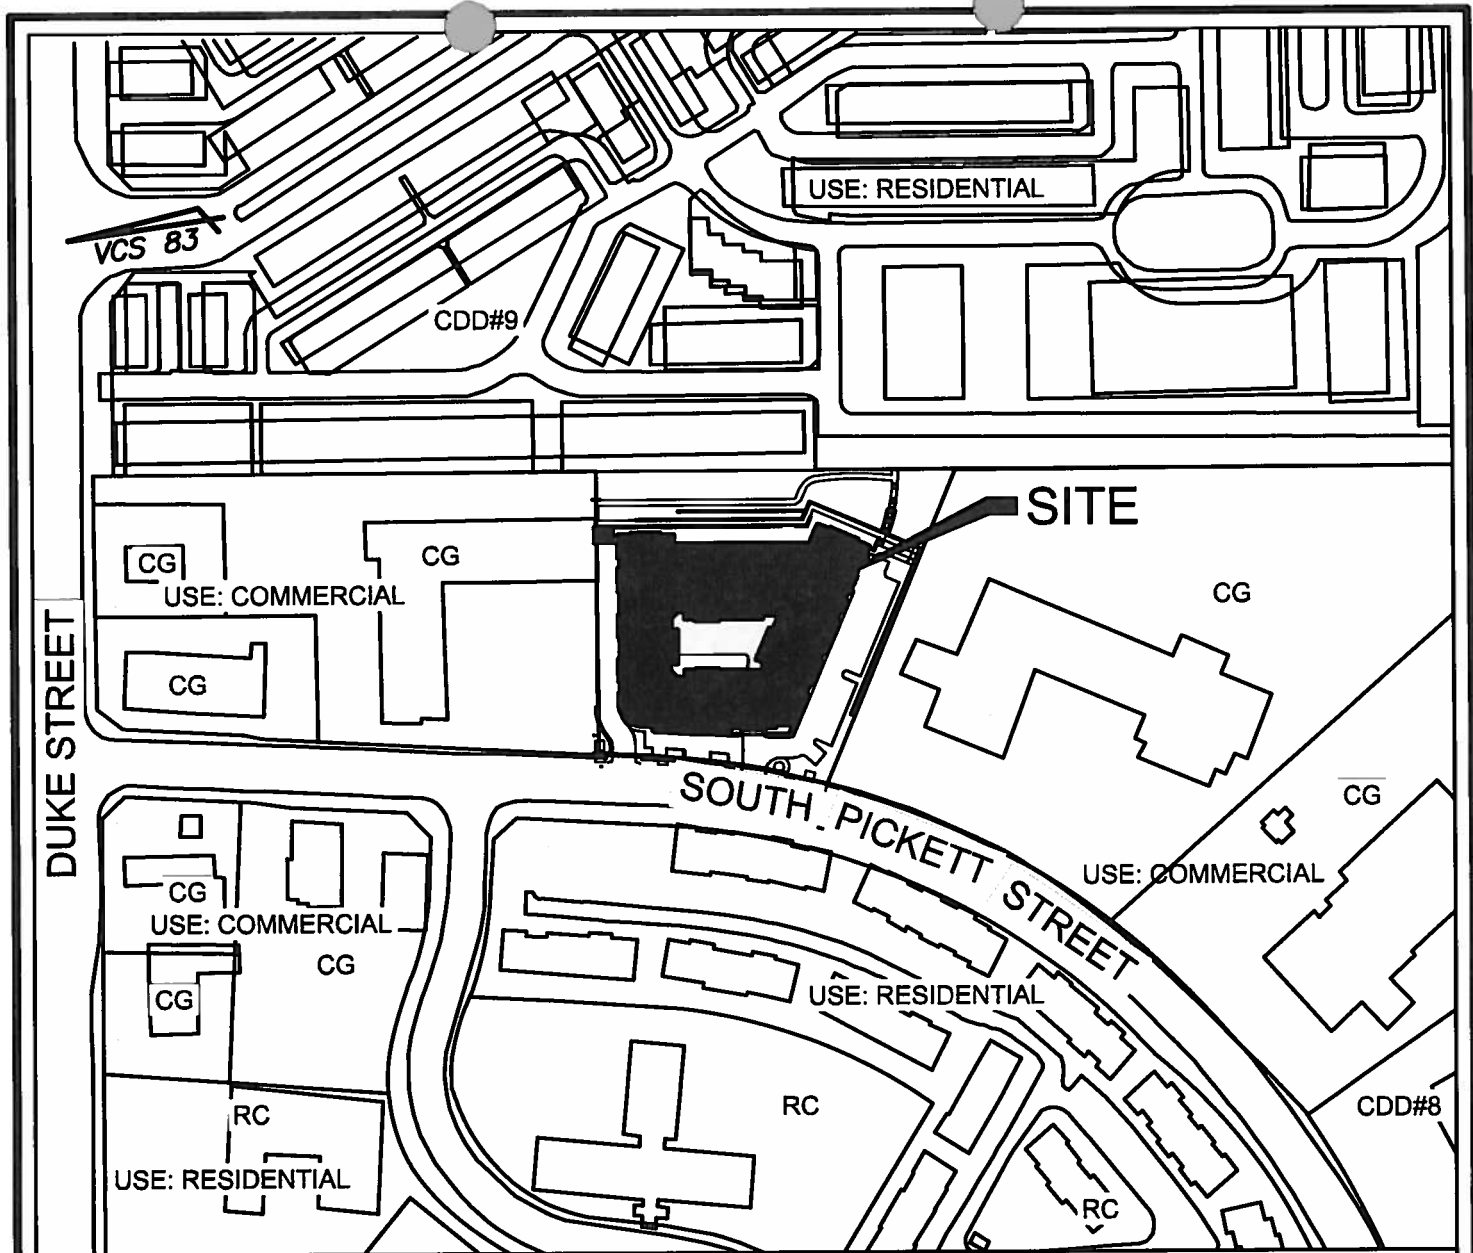 USE: RESIDENTIAL
VCS 83
CDD#9
SITE
CG
CG
USE: COMMERCIAL
CG
CG
DUKE STREET
SOUTH PICKETT STREET
CG
USE: COMMERCIAL
CG
USE: COMMERCIAL
CG
CG
USE: RESIDENTIAL
RC
CDD#8
RC
USE: RESIDENTIAL
RC